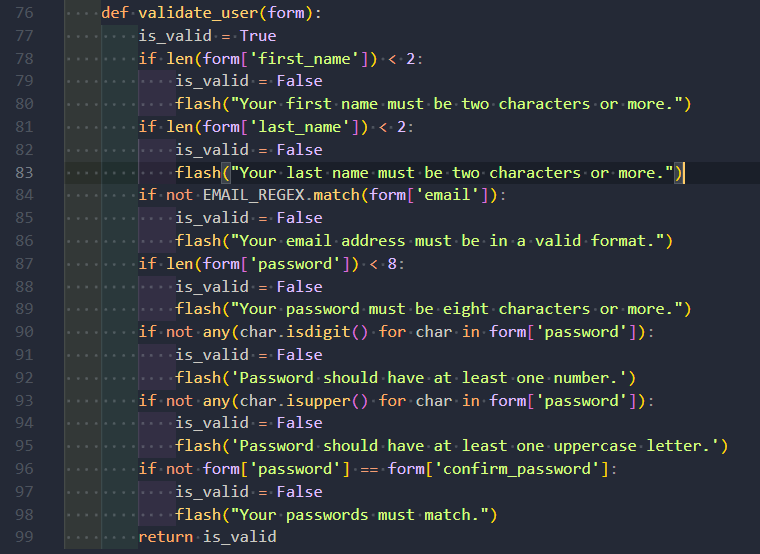 76 def validate_user(form):
77 is_valid = True
78 if len(form['first_name']) < 2:
79 is_valid = False
80 flash("Your first name must be two characters or more.")
81 if len(form['last_name']) < 2:
82 is_valid = False
83 flash("Your last name must be two characters or more.")
84 if not EMAIL_REGEX.match(form['email']):
85 is_valid = False
86 flash("Your email address must be in a valid format.")
87 if len(form['password']) < 8:
88 is_valid = False
89 flash("Your password must be eight characters or more.")
90 if not any(char.isdigit() for char in form['password']):
91 is_valid = False
92 flash('Password should have at least one number.')
93 if not any(char.isupper() for char in form['password']):
94 is_valid = False
95 flash('Password should have at least one uppercase letter.')
96 if not form['password'] == form['confirm_password']:
97 is_valid = False
98 flash("Your passwords must match.")
99 return is_valid